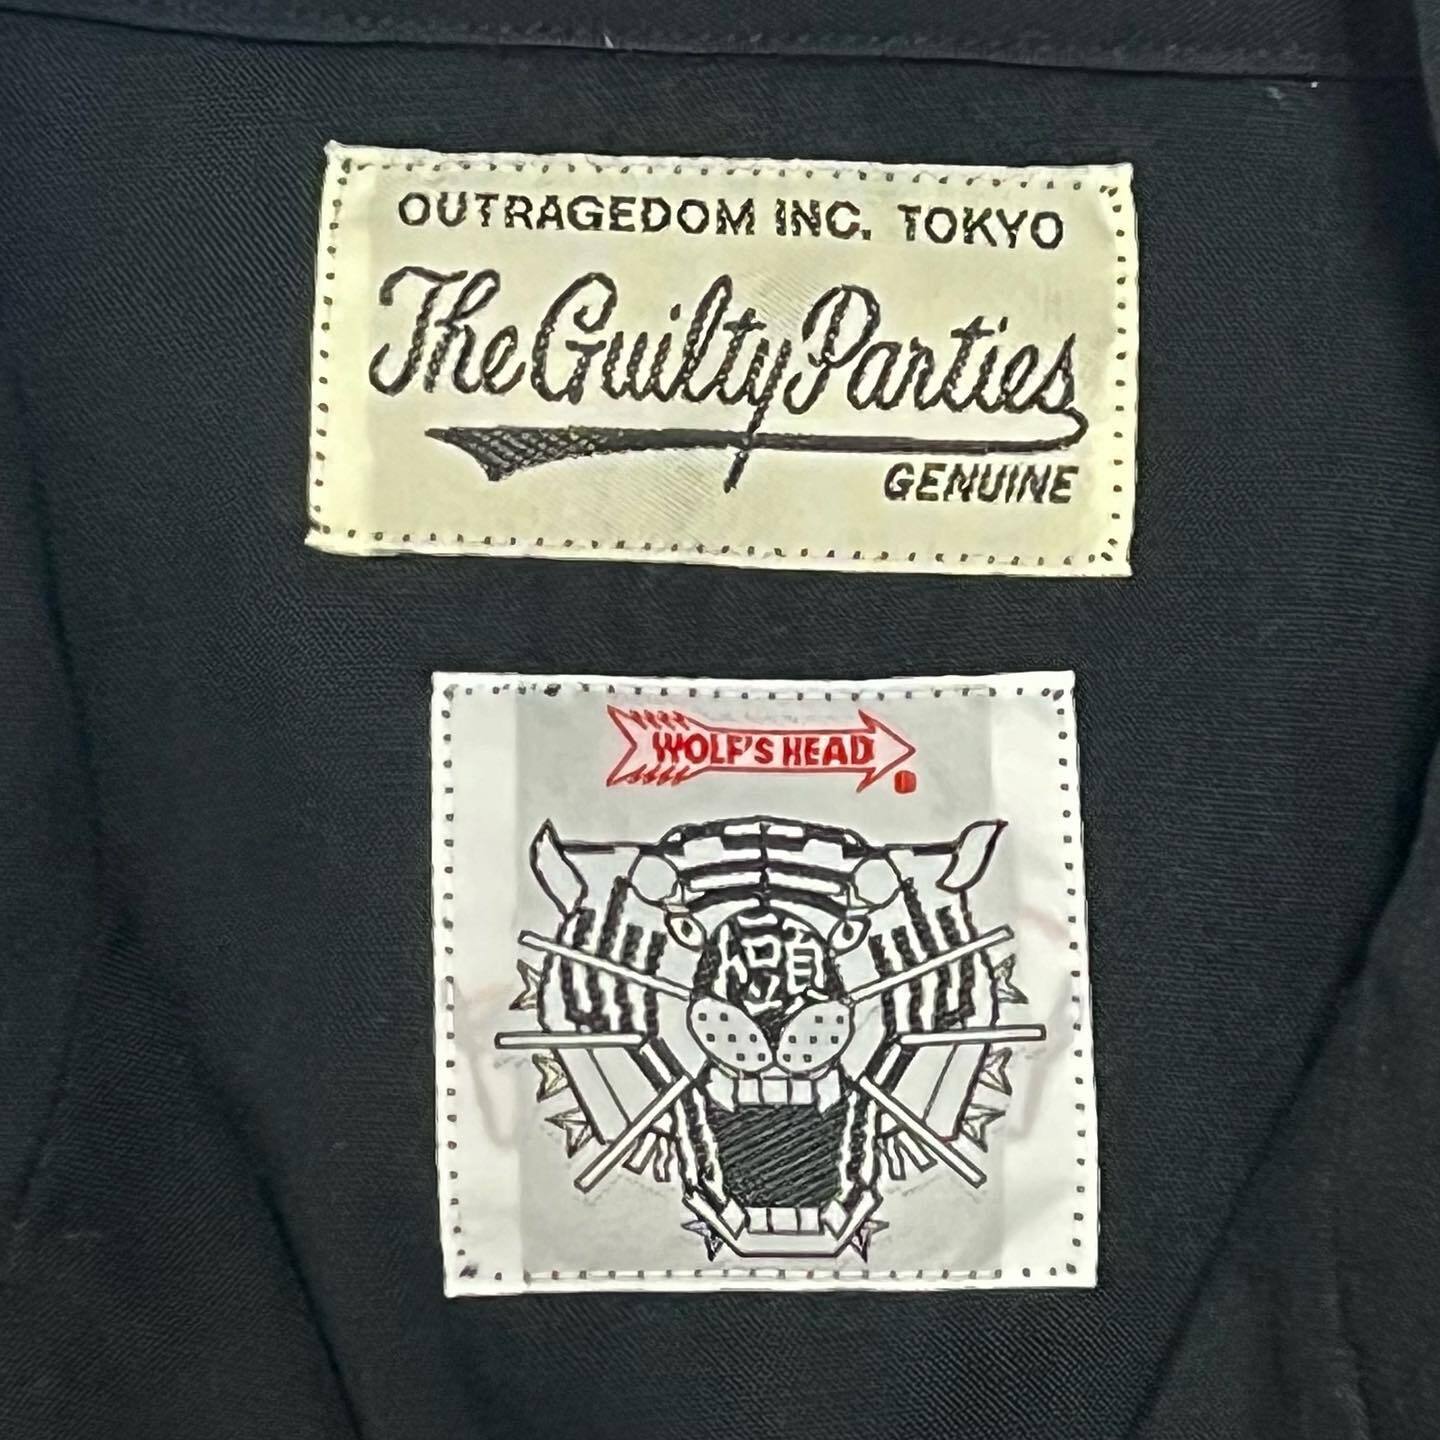 OUTRAGEDOM INC. TOKYO
The Guilty Parties
GENUINE
WOLF'S HEAD